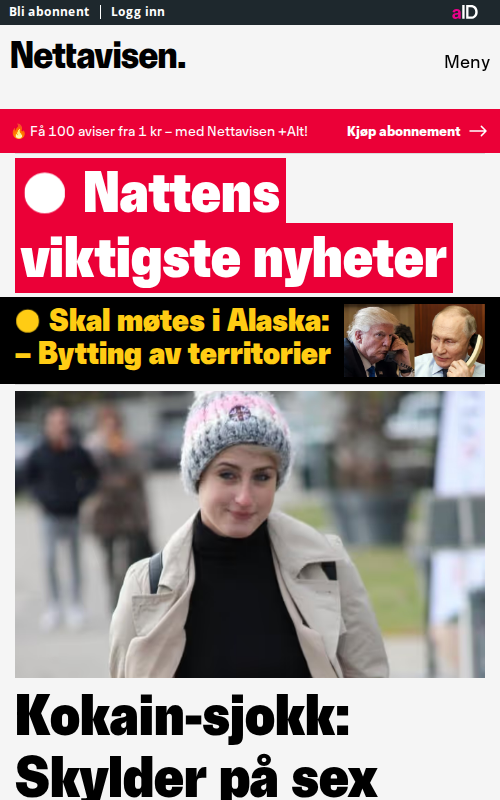 Bli abonnent | Logg inn
aID
Nettavisen.
Meny
🔥 Få 100 aviser fra 1 kr – med Nettavisen +Alt!
Kjøp abonnement →
Nattens
viktigste nyheter
Skal møtes i Alaska:
– Bytting av territorier
Kokain-sjokk:
Skylder på sex